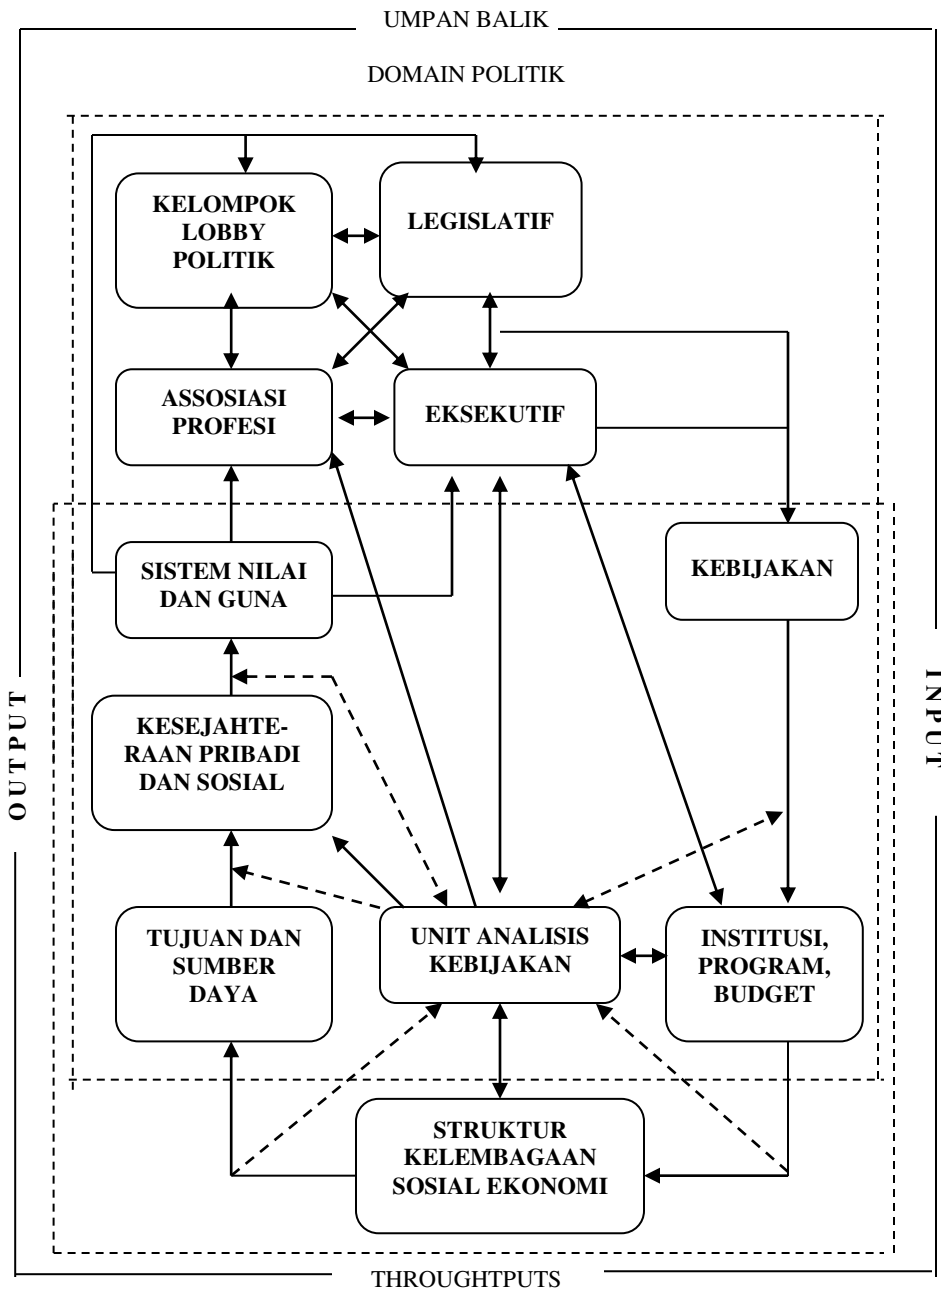 UMPAN BALIK
DOMAIN POLITIK
KELOMPOK
LOBBY
POLITIK
LEGISLATIF
ASSOSIASI
PROFESI
EKSEKUTIF
SISTEM NILAI
DAN GUNA
KEBIJAKAN
OUTPUT
INPUT
KESEJAHTE-
RAAN PRIBADI
DAN SOSIAL
TUJUAN DAN
SUMBER
DAYA
UNIT ANALISIS
KEBIJAKAN
INSTITUSI,
PROGRAM,
BUDGET
STRUKTUR
KELEMBAGAAN
SOSIAL EKONOMI
THROUGHTPUTS